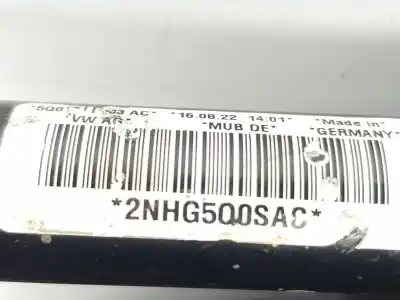 *16.08.22 14:01* *Made in*
*VW AG* *MUB DE* *GERMANY*
*2NHG5Q0SAC*